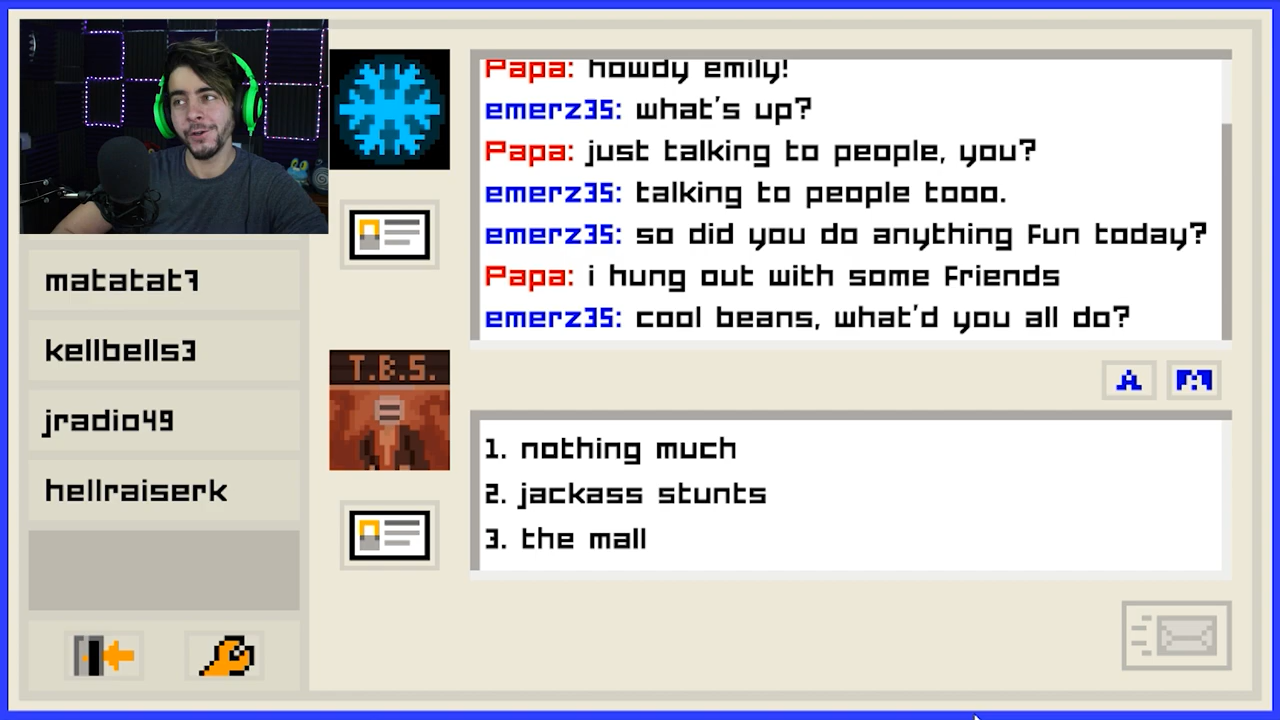 Papa: howdy emily!
emerz35: what's up?
Papa: just talking to people, you?
emerz35: talking to people tooo.
emerz35: so did you do anything fun today?
Papa: i hung out with some friends
emerz35: cool beans, what'd you all do?
matatat7
kellbells3
jradio49
hellraiserk
T.B.S.
A
1. nothing much
2. jackass stunts
3. the mall